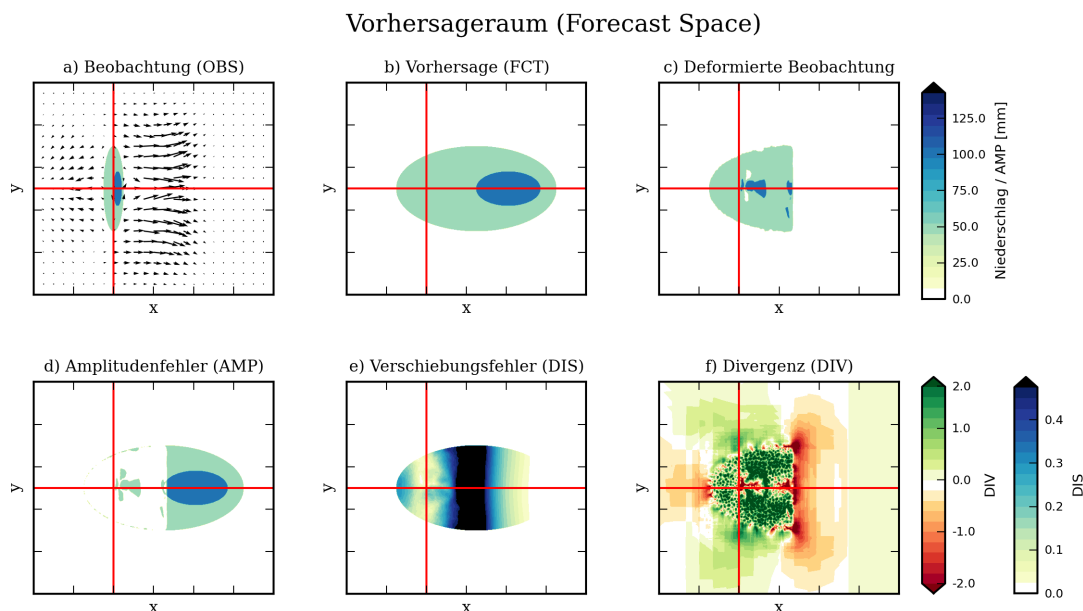 Vorhersageraum (Forecast Space)
a) Beobachtung (OBS)
b) Vorhersage (FCT)
c) Deformierte Beobachtung
y
x
y
x
y
x
125.0
100.0
75.0
50.0
25.0
0.0
Niederschlag / AMP [mm]
d) Amplitudenfehler (AMP)
e) Verschiebungsfehler (DIS)
f) Divergenz (DIV)
y
x
y
x
y
x
2.0
1.0
0.0
-1.0
-2.0
DIV
0.4
0.3
0.2
0.1
0.0
DIS